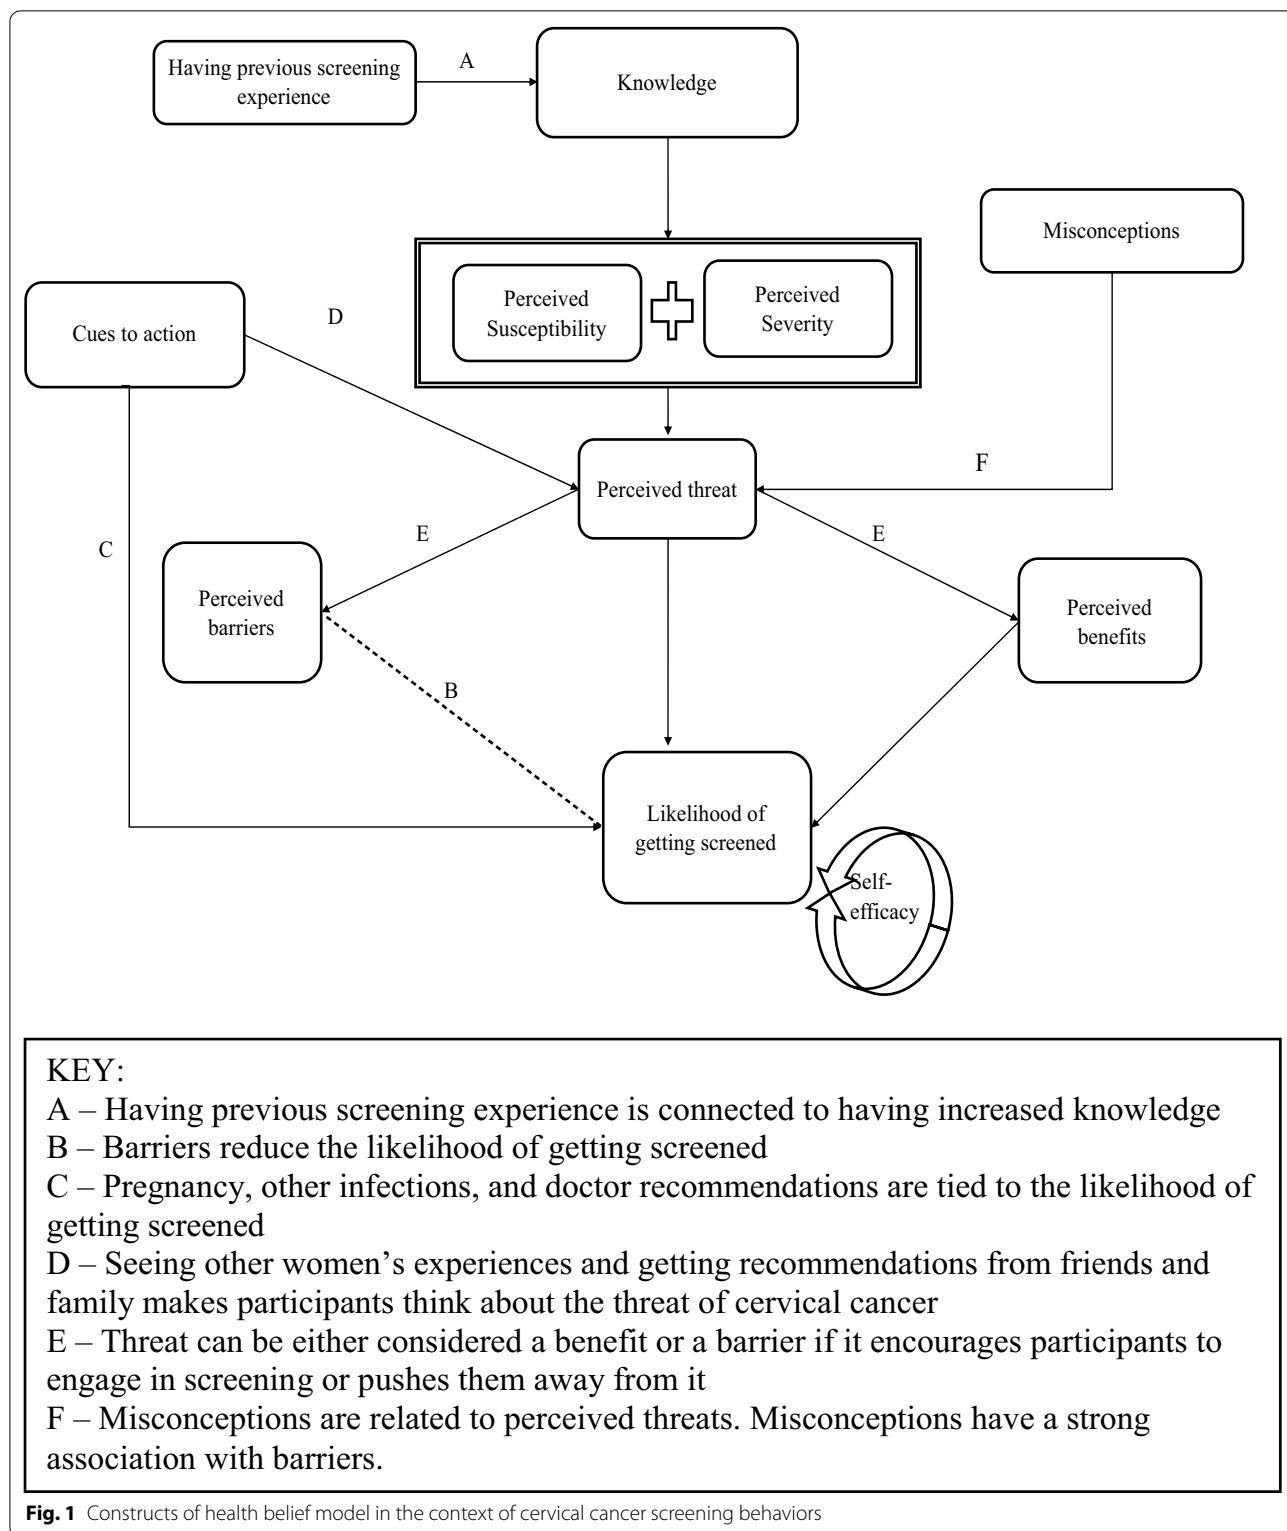 Having previous screening
experience
A
Knowledge
Misconceptions
Perceived
Susceptibility
Perceived
Severity
Cues to action
D
Perceived threat
F
C
E
E
Perceived
barriers
Perceived
benefits
B
Likelihood of
getting screened
Self-
efficacy
KEY:
A – Having previous screening experience is connected to having increased knowledge
B – Barriers reduce the likelihood of getting screened
C – Pregnancy, other infections, and doctor recommendations are tied to the likelihood of
getting screened
D – Seeing other women’s experiences and getting recommendations from friends and
family makes participants think about the threat of cervical cancer
E – Threat can be either considered a benefit or a barrier if it encourages participants to
engage in screening or pushes them away from it
F – Misconceptions are related to perceived threats. Misconceptions have a strong
association with barriers.
Fig. 1 Constructs of health belief model in the context of cervical cancer screening behaviors